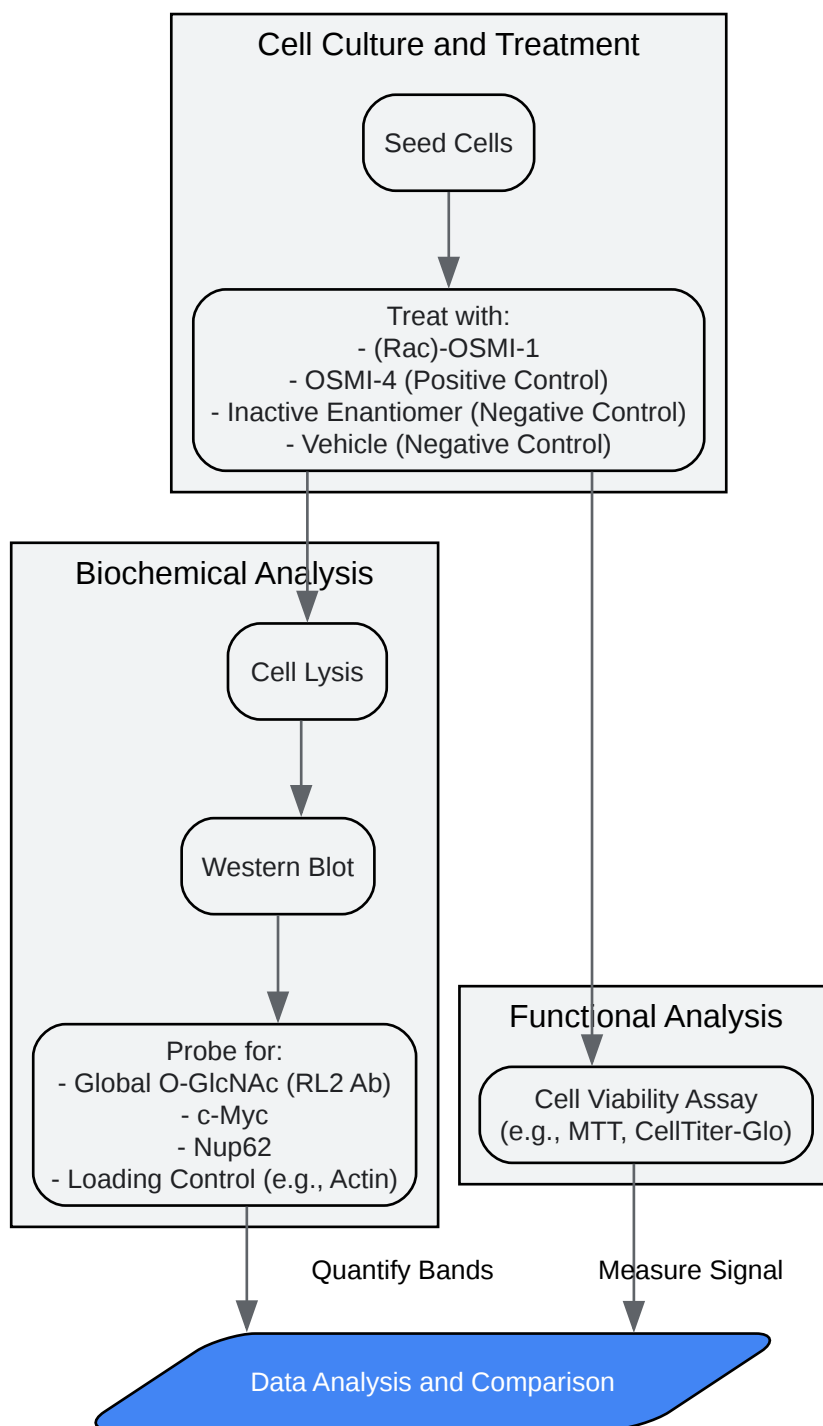 Cell Culture and Treatment
Seed Cells
Treat with:
- (Rac)-OSMI-1
- OSMI-4 (Positive Control)
- Inactive Enantiomer (Negative Control)
- Vehicle (Negative Control)
Biochemical Analysis
Cell Lysis
Western Blot
Probe for:
- Global O-GlcNAc (RL2 Ab)
- c-Myc
- Nup62
- Loading Control (e.g., Actin)
Functional Analysis
Cell Viability Assay
(e.g., MTT, CellTiter-Glo)
Quantify Bands
Measure Signal
Data Analysis and Comparison